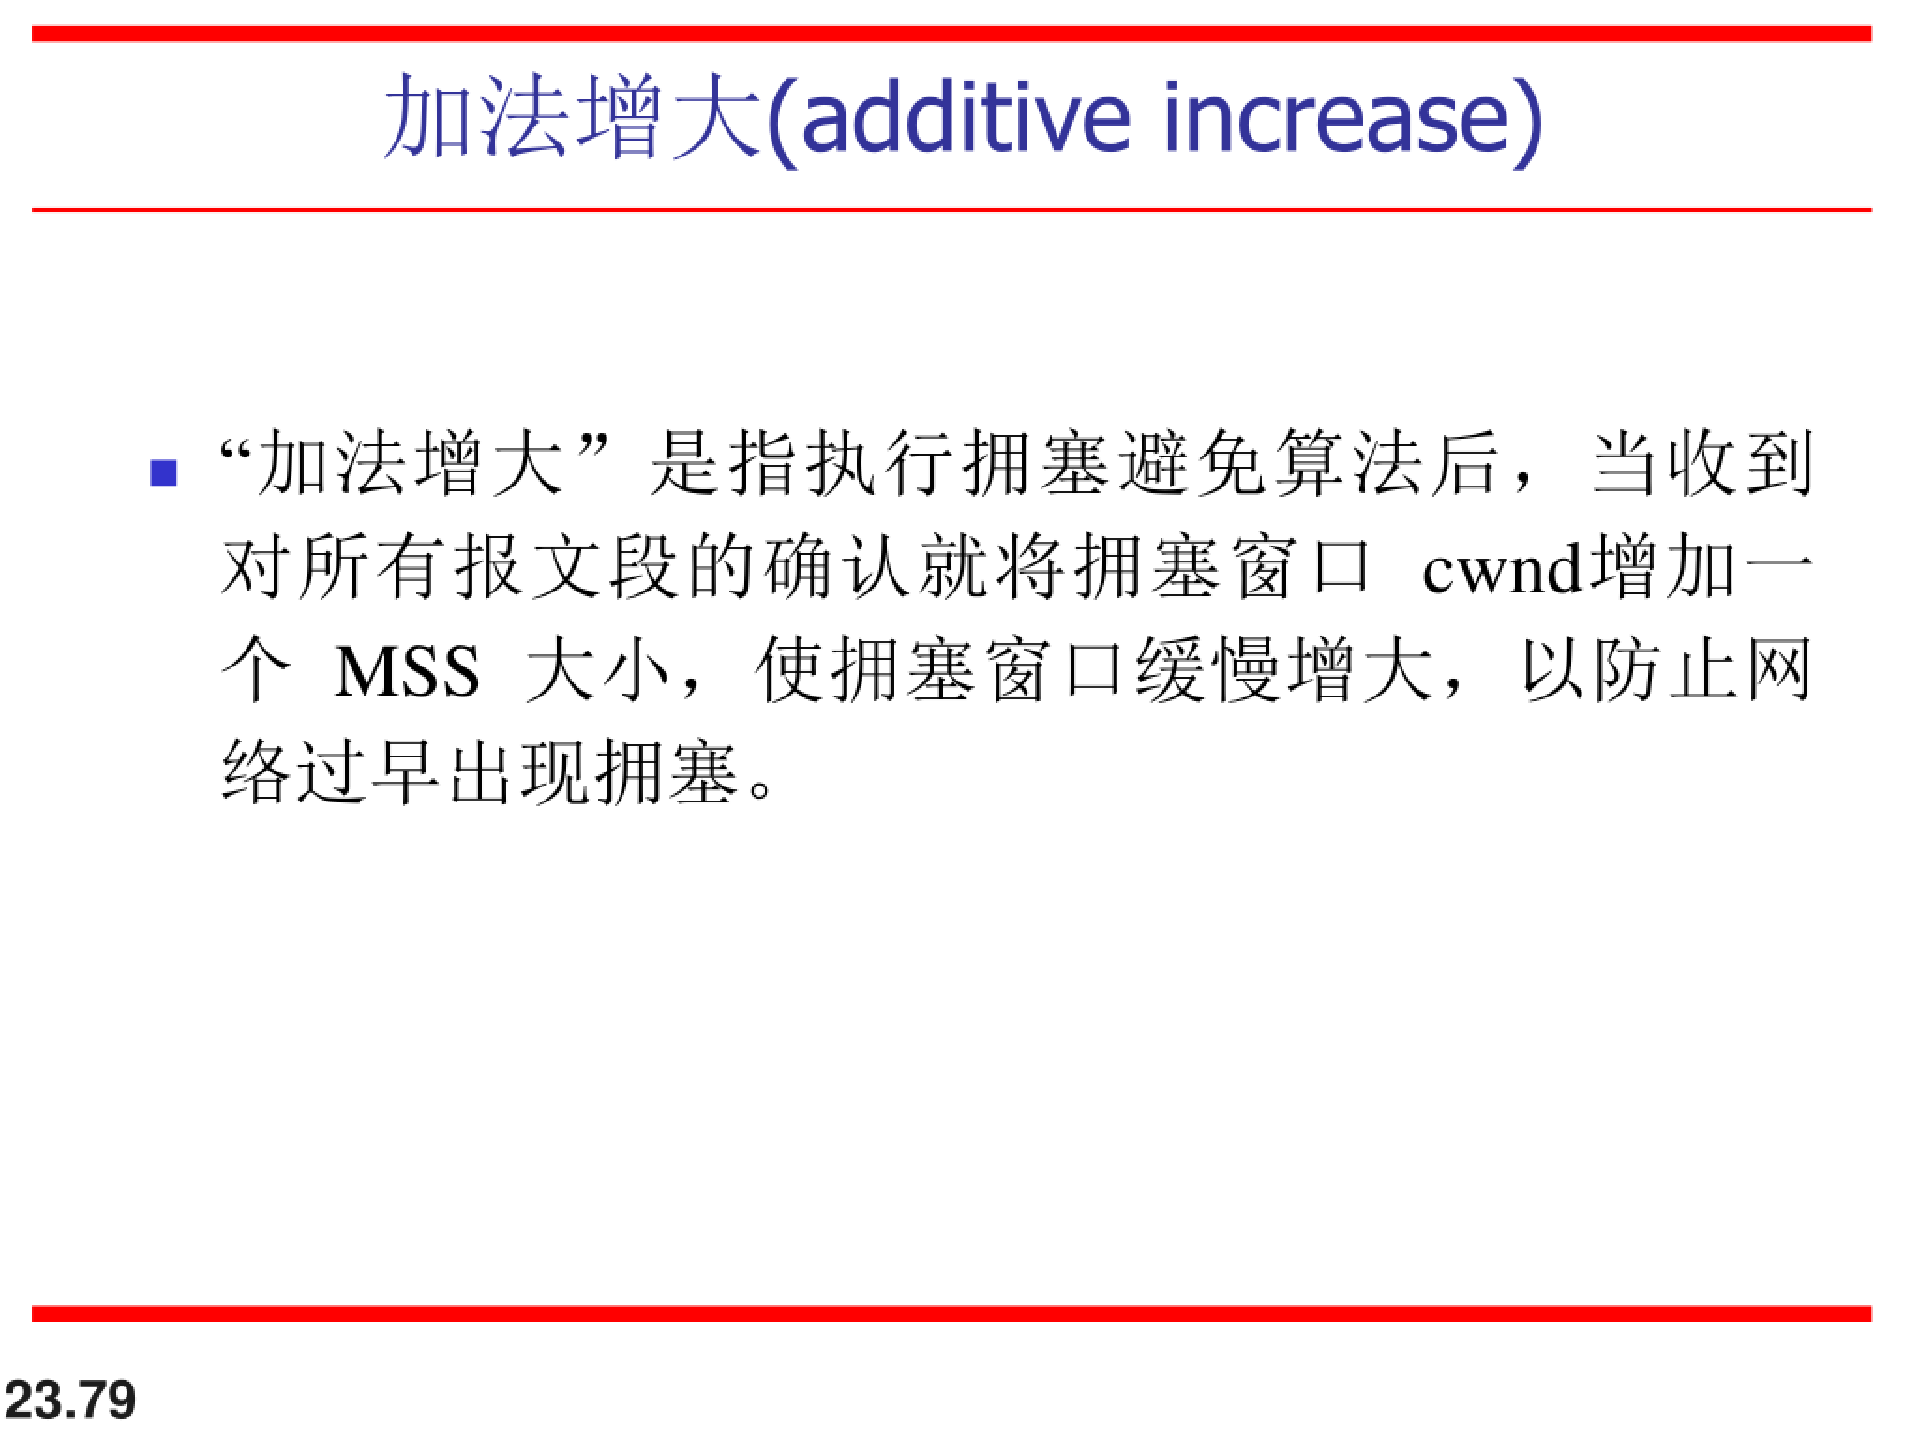 加法增大(additive increase)
“加法增大”是指执行拥塞避免算法后，当收到
对所有报文段的确认就将拥塞窗口 cwnd增加一
个 MSS 大小，使拥塞窗口缓慢增大，以防止网
络过早出现拥塞。
23.79